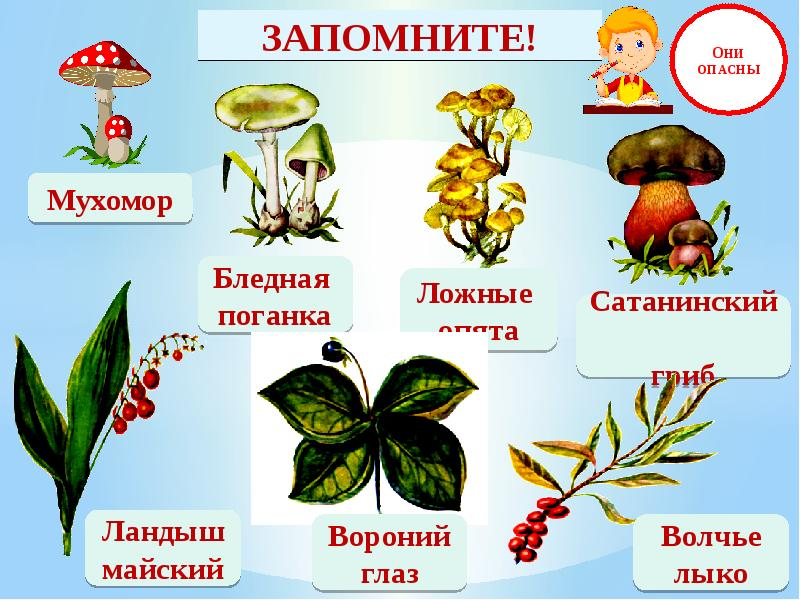 ЗАПОМНИТЕ!
Они
опасны
Мухомор
Бледная
поганка
Ложные
опята
Сатанинский
гриб
Ландыш
майский
Вороний
глаз
Волчье
лыко